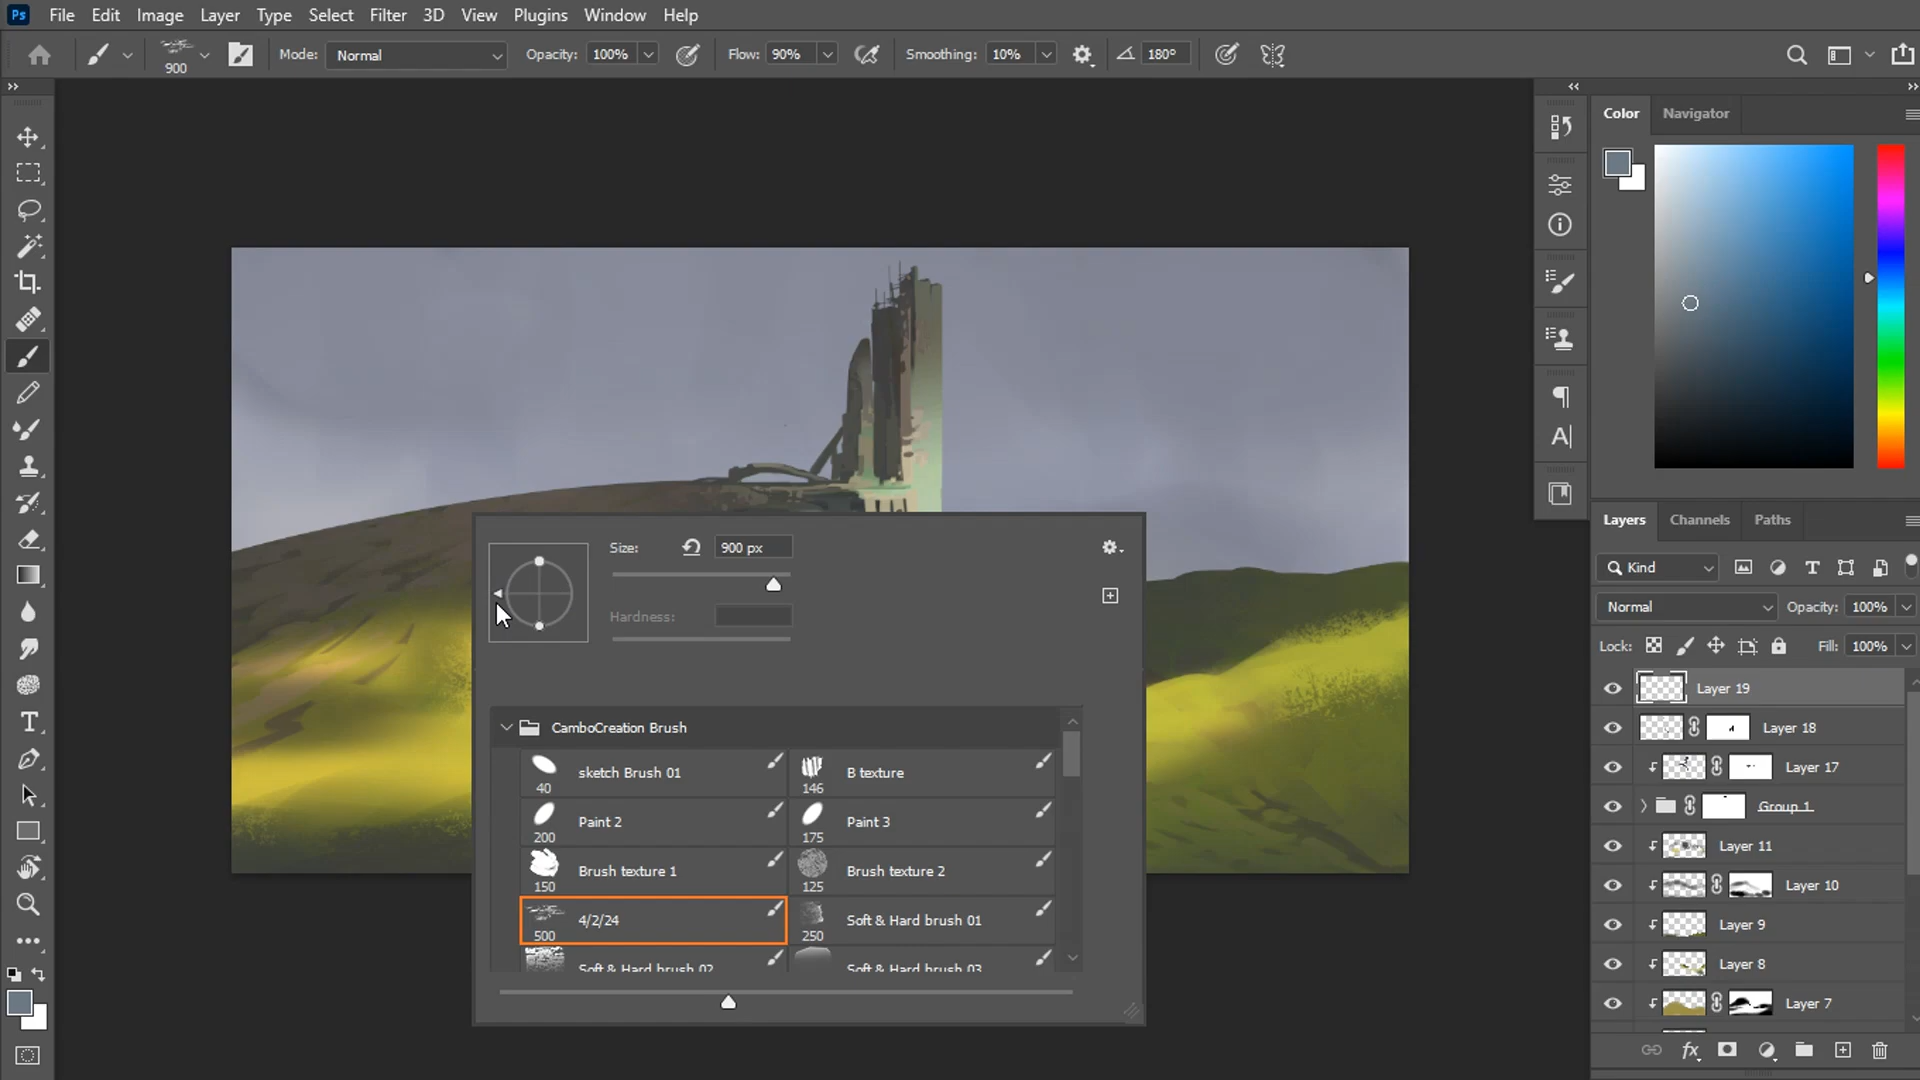 Ps File Edit Image Layer Type Select Filter 3D View Plugins Window Help
900 Mode: Normal Opacity: 100% Flow: 90% Smoothing: 10% 180°
Color Navigator
Size: 900 px
Hardness:
CamboCreation Brush
sketch Brush 01 40
B texture 146
Paint 2 200
Paint 3 175
Brush texture 1 150
Brush texture 2 125
4/2/24 500
Soft & Hard brush 01 250
Soft & Hard brush 02
Soft & Hard brush 03
Layers Channels Paths
Kind
Normal Opacity: 100%
Lock: Fill: 100%
Layer 19
Layer 18
Layer 17
Group 1
Layer 11
Layer 10
Layer 9
Layer 8
Layer 7